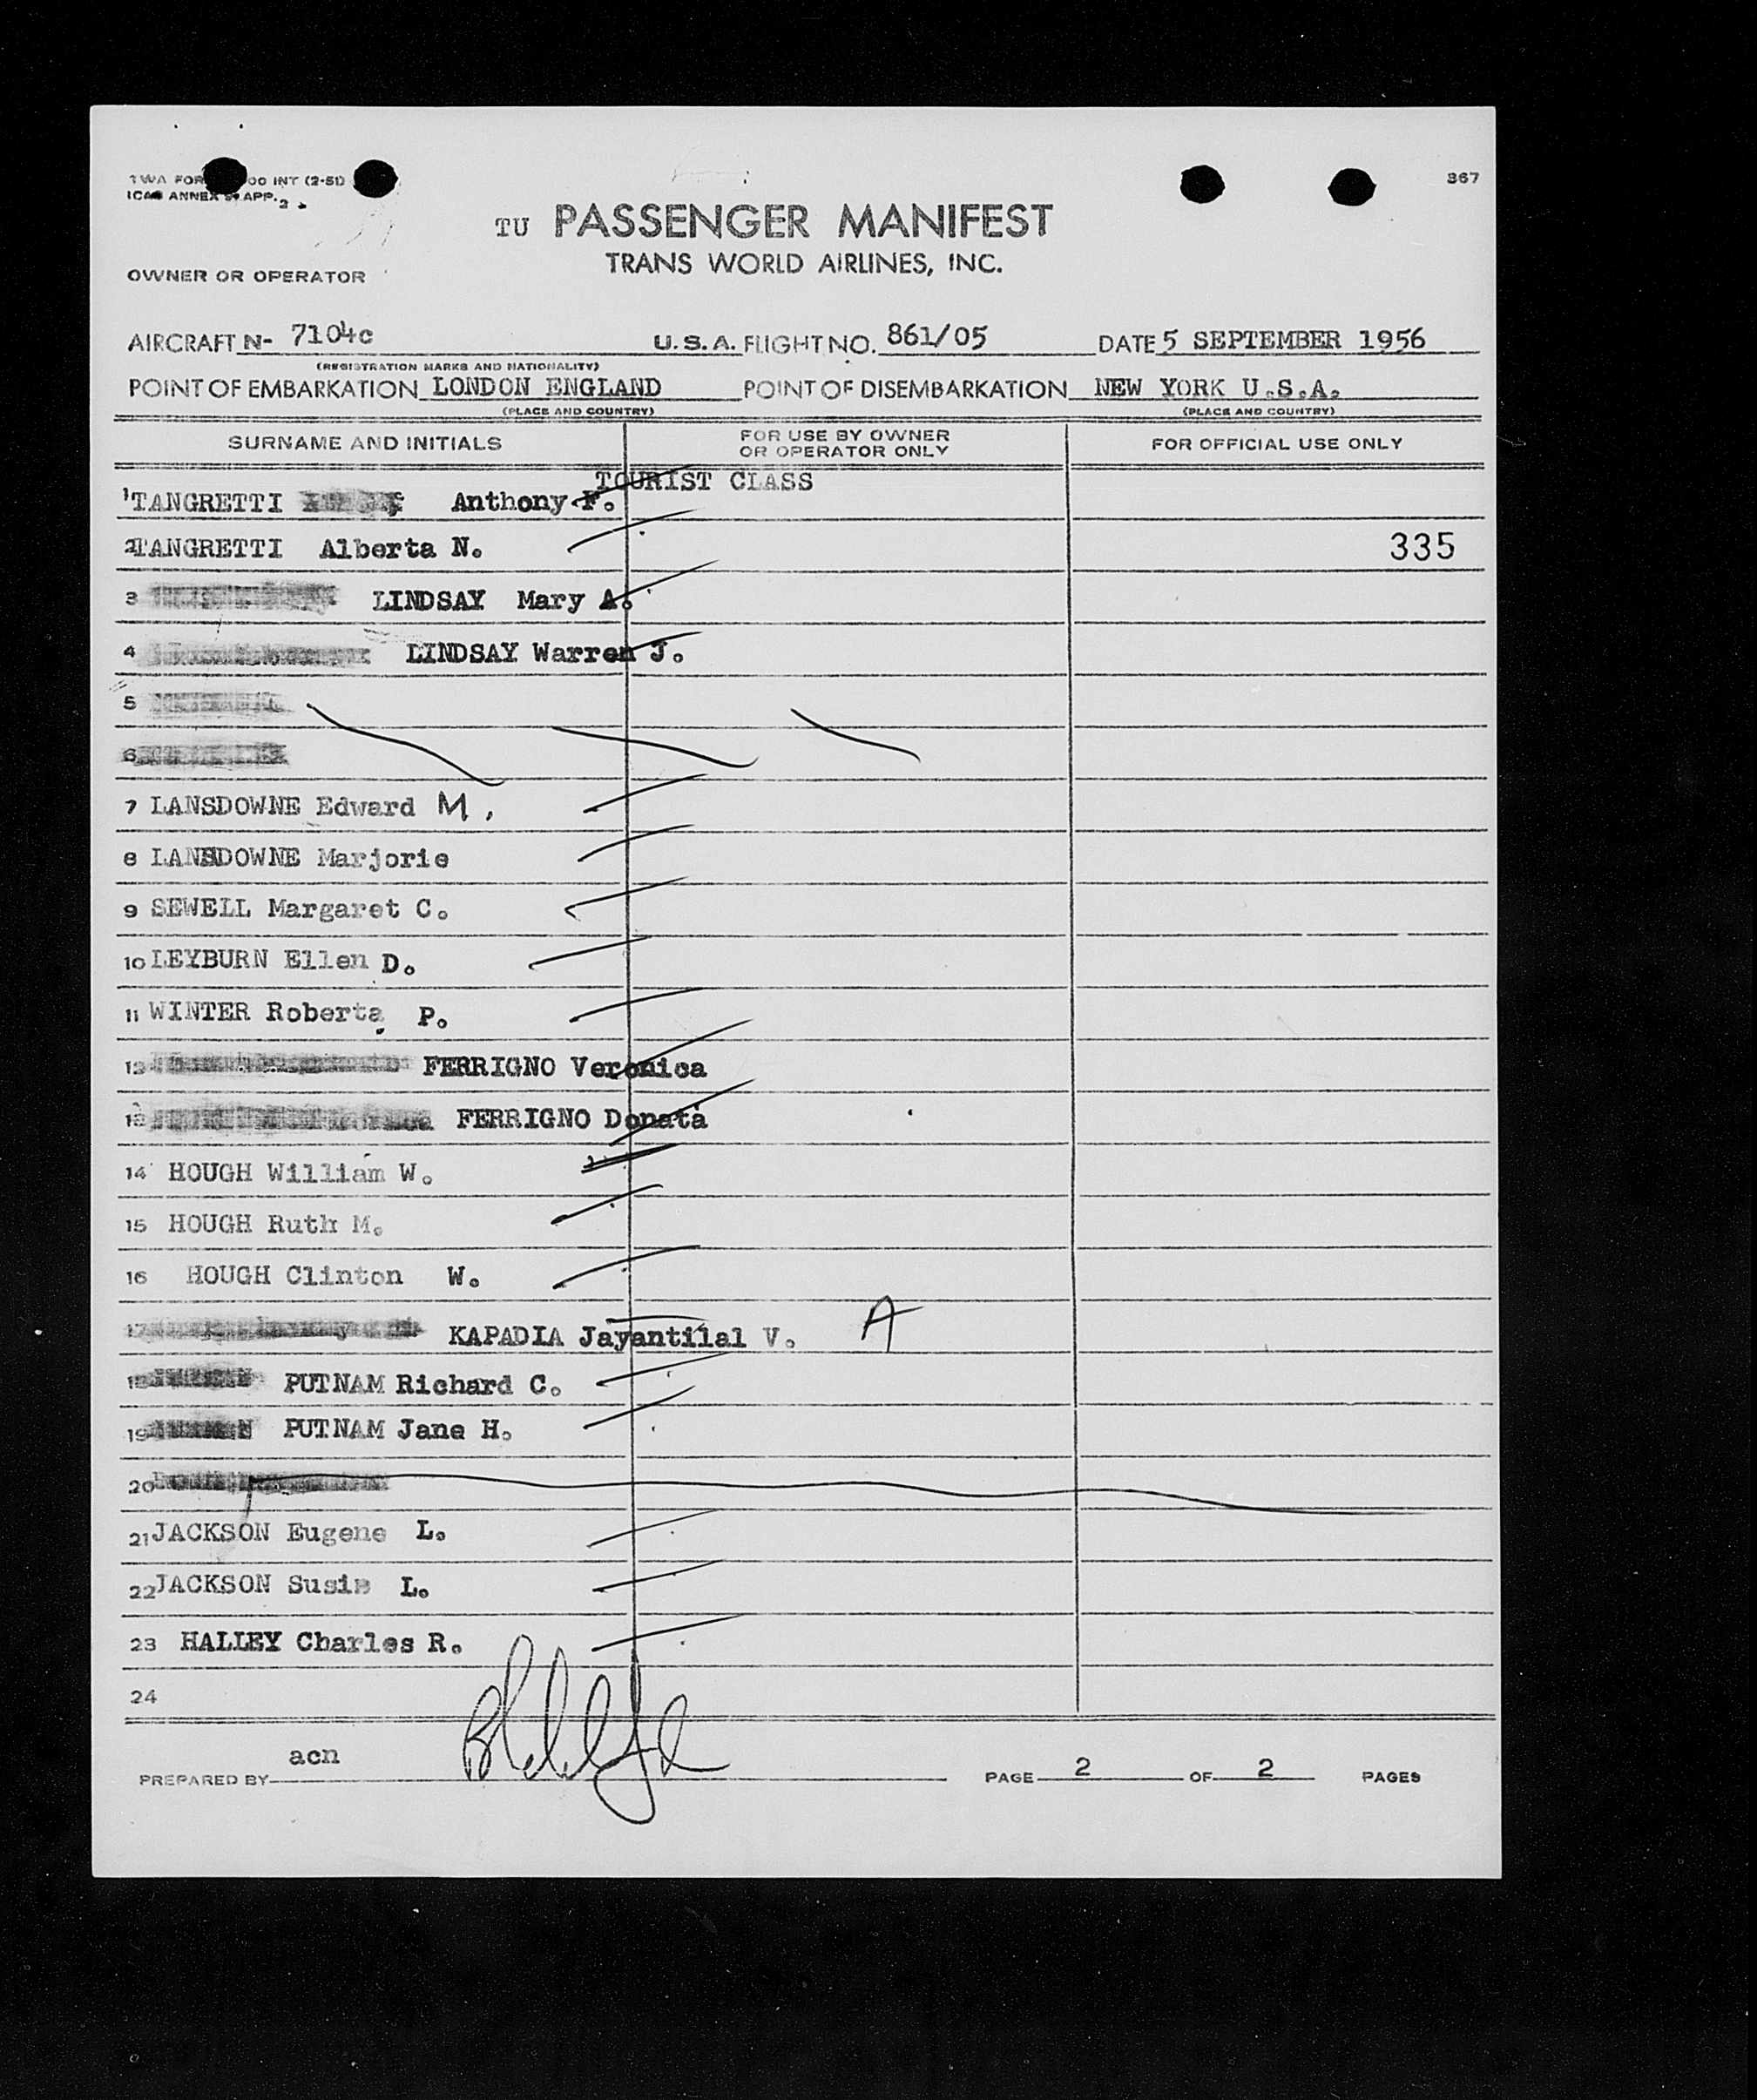 367
TWA FOR 00 INT (2-51)
ICAO ANNEX 9 APP. 2
TU PASSENGER MANIFEST
TRANS WORLD AIRLINES, INC.
OWNER OR OPERATOR
AIRCRAFT N- 7104c U.S.A. FLIGHT NO. 861/05 DATE 5 SEPTEMBER 1956
(REGISTRATION MARKS AND NATIONALITY)
POINT OF EMBARKATION LONDON ENGLAND POINT OF DISEMBARKATION NEW YORK U.S.A.
(PLACE AND COUNTRY) (PLACE AND COUNTRY)
SURNAME AND INITIALS FOR USE BY OWNER OR OPERATOR ONLY FOR OFFICIAL USE ONLY
TOURIST CLASS
1 TANGRETTI Anthony F.
2 TANGRETTI Alberta N. 335
3 LINDSAY Mary A.
4 LINDSAY Warren J.
5
6
7 LANSDOWNE Edward M.
8 LANSDOWNE Marjorie
9 SEWELL Margaret C.
10 LEYBURN Ellen D.
11 WINTER Roberta P.
12 FERRIGNO Veronica
13 FERRIGNO Donata
14 HOUGH William W.
15 HOUGH Ruth M.
16 HOUGH Clinton W.
17 KAPADIA Jayantilal V. A
18 PUTNAM Richard C.
19 PUTNAM Jane H.
20
21 JACKSON Eugene L.
22 JACKSON Susie L.
23 HALLEY Charles R.
24
acn
PREPARED BY PAGE 2 OF 2 PAGES